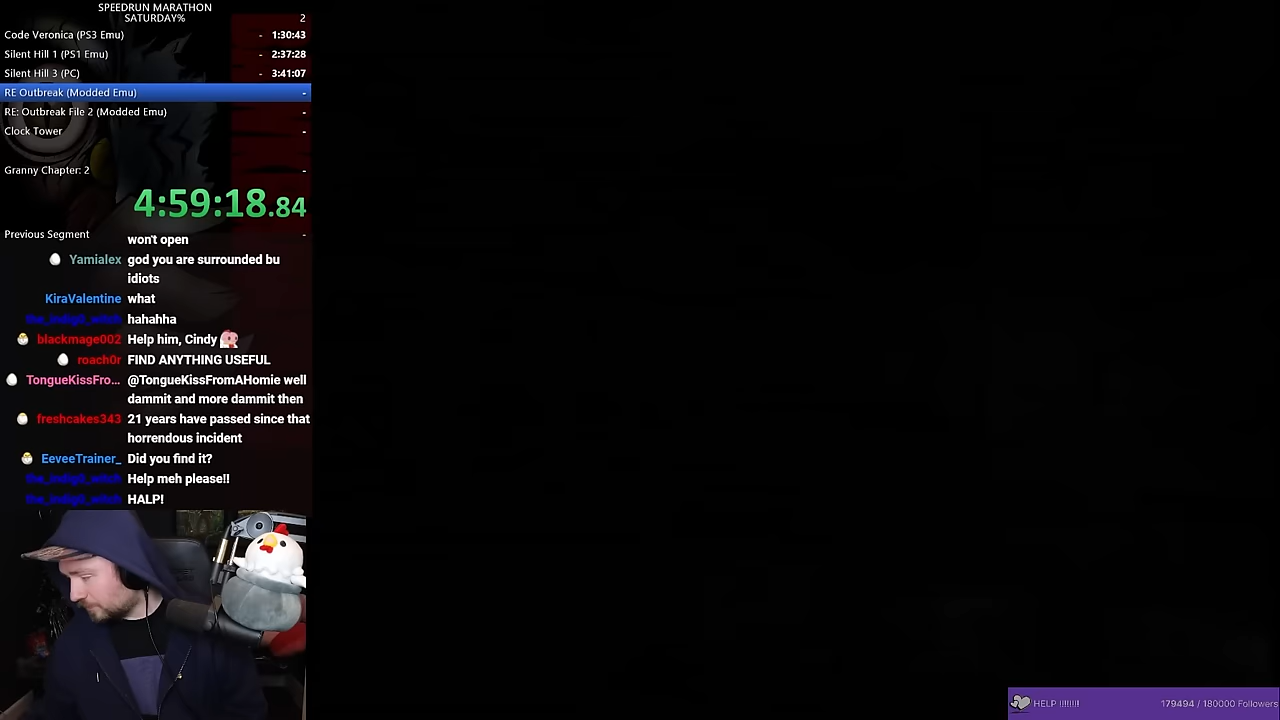 SPEEDRUN MARATHON
SATURDAY%
2
Code Veronica (PS3 Emu) - 1:30:43
Silent Hill 1 (PS1 Emu) - 2:37:28
Silent Hill 3 (PC) - 3:41:07
RE Outbreak (Modded Emu) -
RE: Outbreak File 2 (Modded Emu) -
Clock Tower -
Granny Chapter: 2 -
4:59:18.84
Previous Segment -
won't open
Yamialex god you are surrounded bu
idiots
KiraValentine what
the_indig0_witch hahahha
blackmage002 Help him, Cindy
roach0r FIND ANYTHING USEFUL
TongueKissFro... @TongueKissFromAHomie well
dammit and more dammit then
freshcakes343 21 years have passed since that
horrendous incident
EeveeTrainer_ Did you find it?
the_indig0_witch Help meh please!!
the_indig0_witch HALP!
HELP !!!!!!! 179494 / 180000 Followers